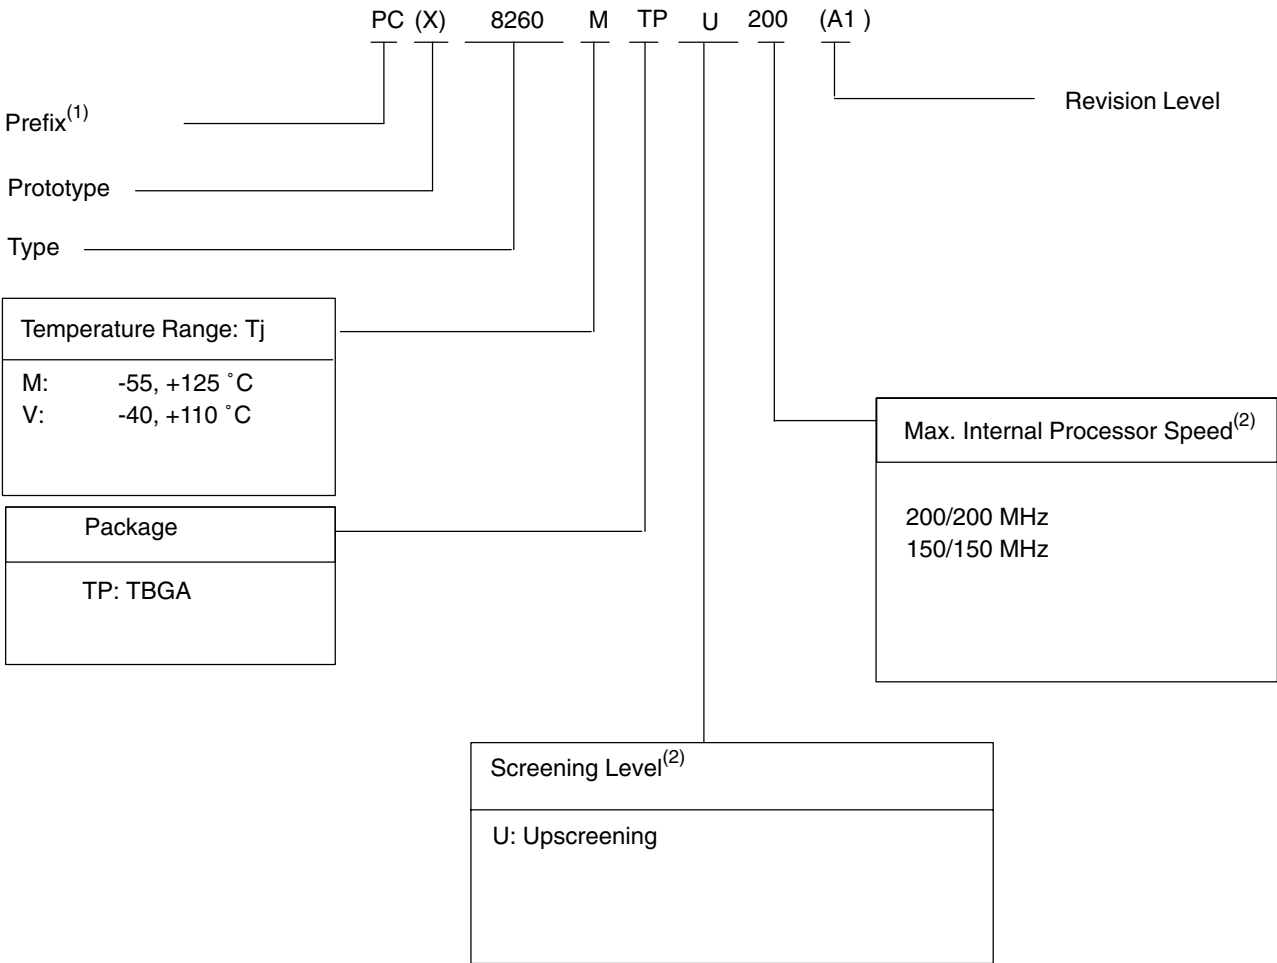 PC (X) 8260 M TP U 200 (A1 )
Revision Level
Prefix(1)
Prototype
Type
Temperature Range: Tj
M: -55, +125 ˚C
V: -40, +110 ˚C
Max. Internal Processor Speed(2)
200/200 MHz
150/150 MHz
Package
TP: TBGA
Screening Level(2)
U: Upscreening